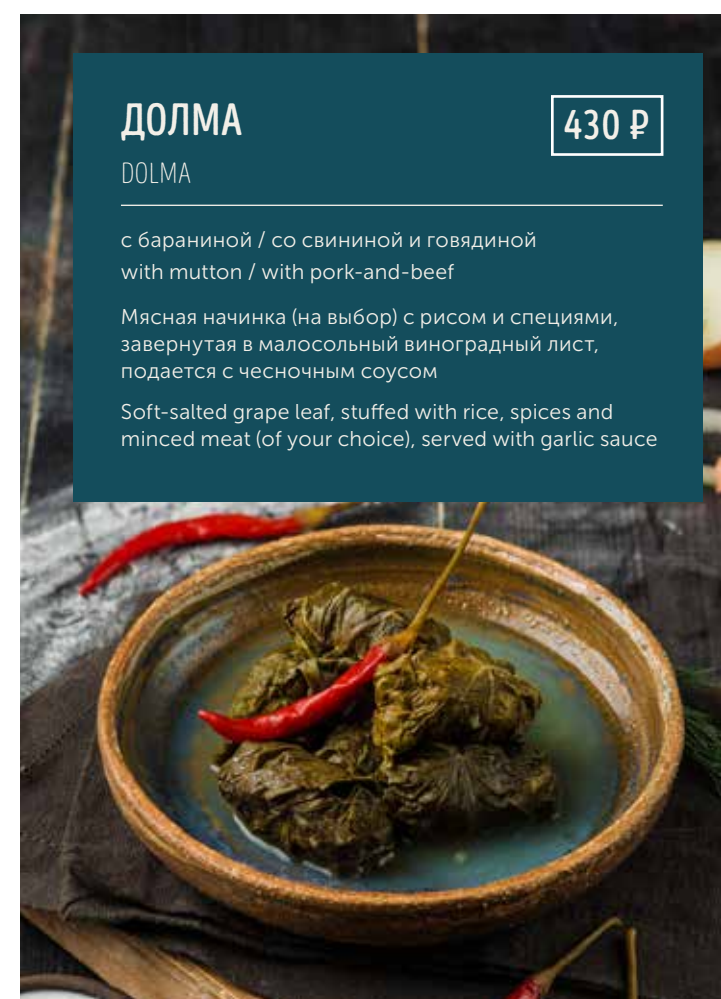 ДОЛМА
430 ₽
DOLMA
с бараниной / со свининой и говядиной
with mutton / with pork-and-beef
Мясная начинка (на выбор) с рисом и специями,
завернутая в малосольный виноградный лист,
подается с чесночным соусом
Soft-salted grape leaf, stuffed with rice, spices and
minced meat (of your choice), served with garlic sauce